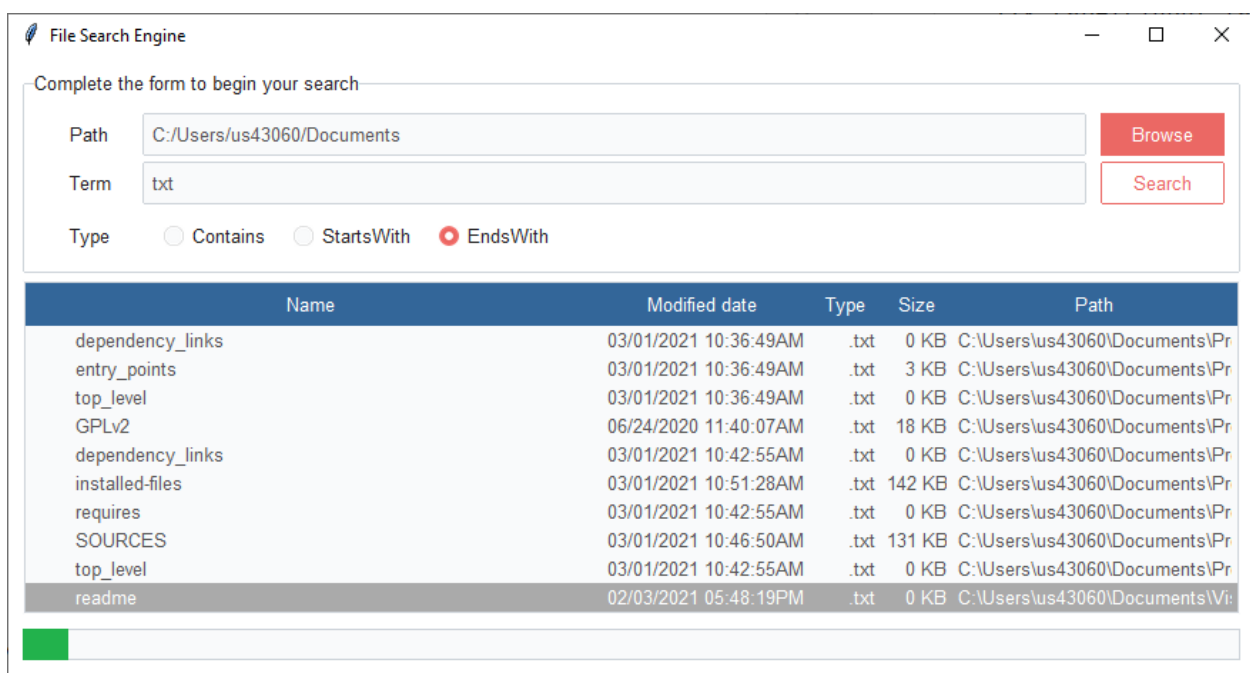 File Search Engine
Complete the form to begin your search
Path C:/Users/us43060/Documents Browse
Term txt Search
Type Contains StartsWith EndsWith
Name Modified date Type Size Path
dependency_links 03/01/2021 10:36:49AM .txt 0 KB C:\Users\us43060\Documents\Pr
entry_points 03/01/2021 10:36:49AM .txt 3 KB C:\Users\us43060\Documents\Pr
top_level 03/01/2021 10:36:49AM .txt 0 KB C:\Users\us43060\Documents\Pr
GPLv2 06/24/2020 11:40:07AM .txt 18 KB C:\Users\us43060\Documents\Pr
dependency_links 03/01/2021 10:42:55AM .txt 0 KB C:\Users\us43060\Documents\Pr
installed-files 03/01/2021 10:51:28AM .txt 142 KB C:\Users\us43060\Documents\Pr
requires 03/01/2021 10:42:55AM .txt 0 KB C:\Users\us43060\Documents\Pr
SOURCES 03/01/2021 10:46:50AM .txt 131 KB C:\Users\us43060\Documents\Pr
top_level 03/01/2021 10:42:55AM .txt 0 KB C:\Users\us43060\Documents\Pr
readme 02/03/2021 05:48:19PM .txt 0 KB C:\Users\us43060\Documents\Vi